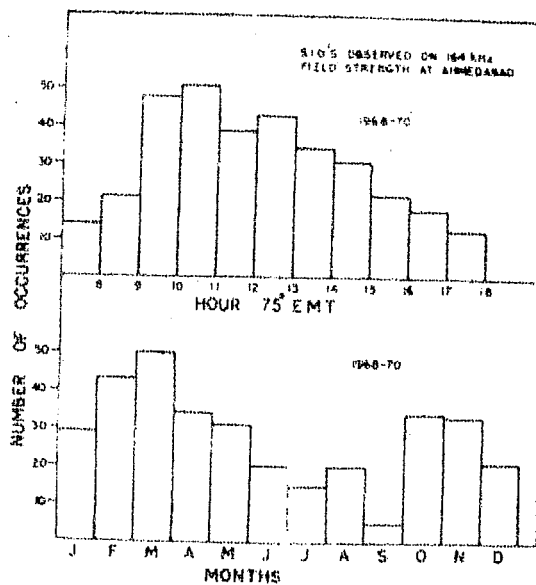 S I D'S OBSERVED ON 164 kHz
FIELD STRENGTH AT AHMEDABAD
1968-70
50
40
30
20
10
8 9 10 11 12 13 14 15 16 17 18
HOUR 75° EMT
NUMBER OF OCCURRENCES
1968-70
50
40
30
20
10
J F M A M J J A S O N D
MONTHS